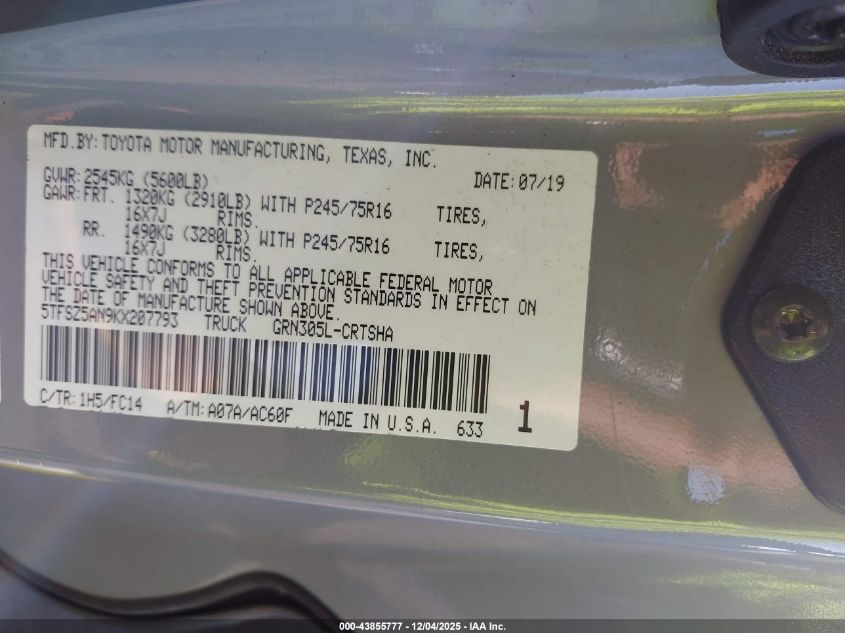 MFD.BY: TOYOTA MOTOR MANUFACTURING, TEXAS, INC.
GVWR: 2545KG (5600LB) DATE: 07/19
GAWR: FRT. 1320KG (2910LB) WITH P245/75R16 TIRES,
16X7J RIMS.
RR. 1490KG (3280LB) WITH P245/75R16 TIRES,
16X7J RIMS.
THIS VEHICLE CONFORMS TO ALL APPLICABLE FEDERAL MOTOR
VEHICLE SAFETY AND THEFT PREVENTION STANDARDS IN EFFECT ON
THE DATE OF MANUFACTURE SHOWN ABOVE.
5TFSZ5AN9KX207793 TRUCK GRN305L-CRTSHA
C/TR: 1H5/FC14 A/TM: A07A/AC60F MADE IN U.S.A. 633 1
000-43855777 - 12/04/2025 - IAA Inc.